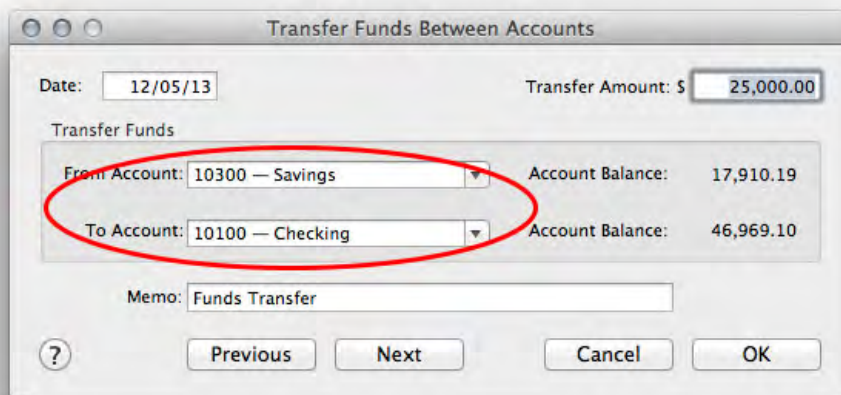 Transfer Funds Between Accounts
Date: 12/05/13 Transfer Amount: $ 25,000.00
Transfer Funds
From Account: 10300 — Savings Account Balance: 17,910.19
To Account: 10100 — Checking Account Balance: 46,969.10
Memo: Funds Transfer
? Previous Next Cancel OK